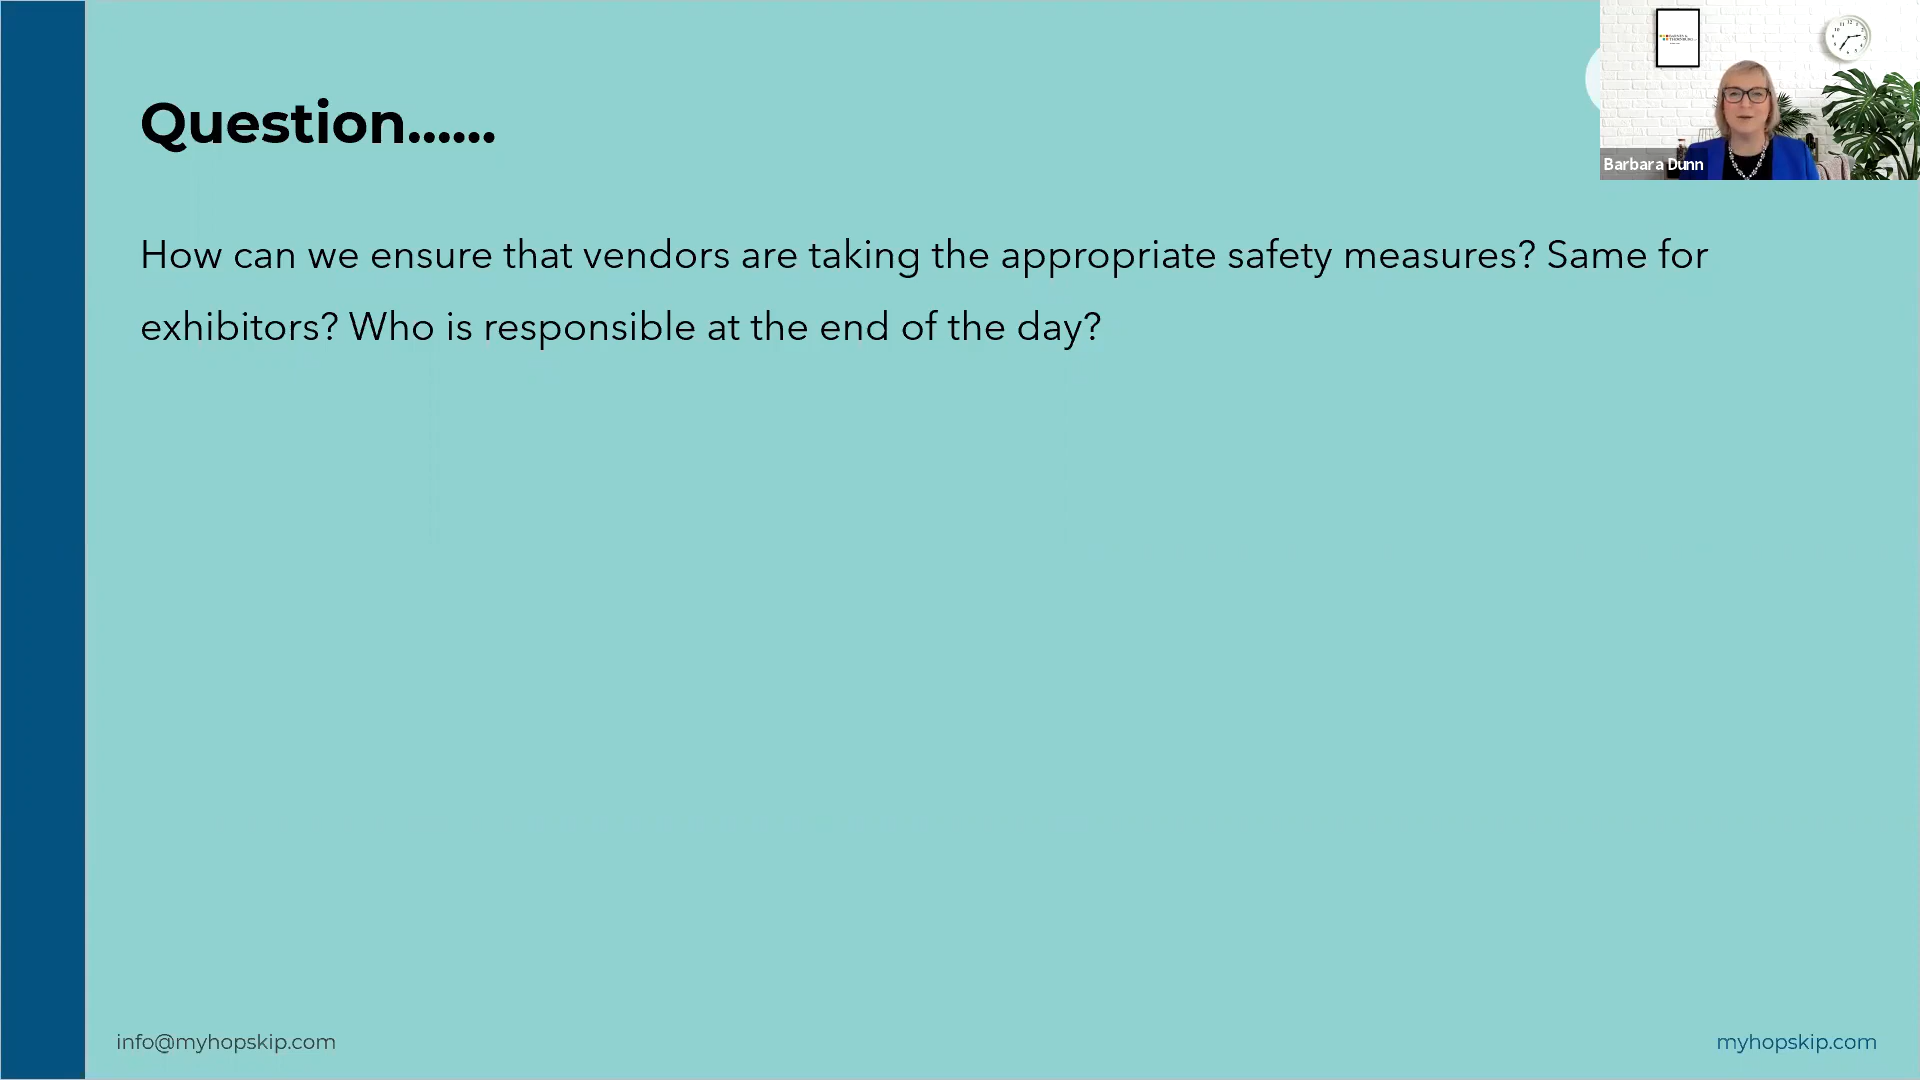 Question......
How can we ensure that vendors are taking the appropriate safety measures? Same for
exhibitors? Who is responsible at the end of the day?
Barbara Dunn
info@myhopskip.com
myhopskip.com